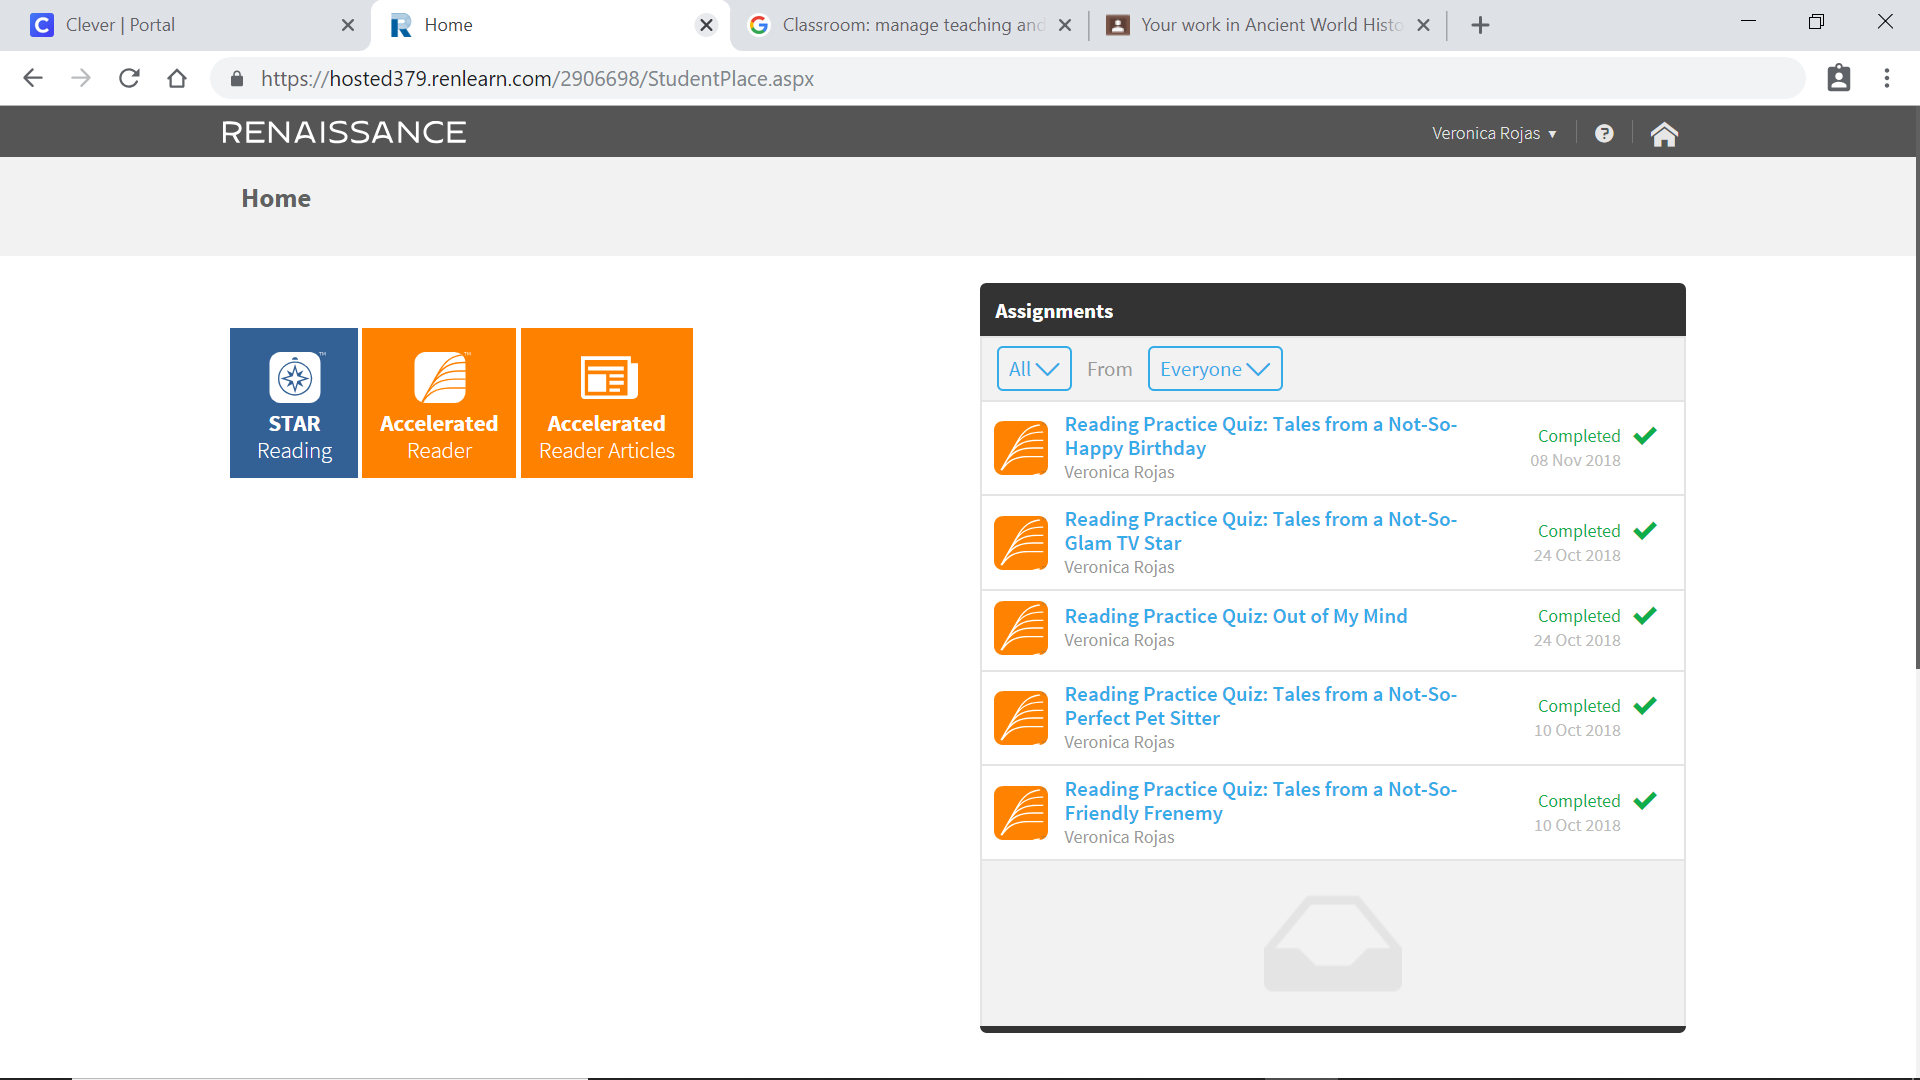 Clever | Portal
Home
Classroom: manage teaching and
Your work in Ancient World Histo
https://hosted379.renlearn.com/2906698/StudentPlace.aspx
RENAISSANCE
Veronica Rojas
Home
STAR
Reading
Accelerated
Reader
Accelerated
Reader Articles
Assignments
All From Everyone
Reading Practice Quiz: Tales from a Not-So-
Happy Birthday
Veronica Rojas
Completed
08 Nov 2018
Reading Practice Quiz: Tales from a Not-So-
Glam TV Star
Veronica Rojas
Completed
24 Oct 2018
Reading Practice Quiz: Out of My Mind
Veronica Rojas
Completed
24 Oct 2018
Reading Practice Quiz: Tales from a Not-So-
Perfect Pet Sitter
Veronica Rojas
Completed
10 Oct 2018
Reading Practice Quiz: Tales from a Not-So-
Friendly Frenemy
Veronica Rojas
Completed
10 Oct 2018